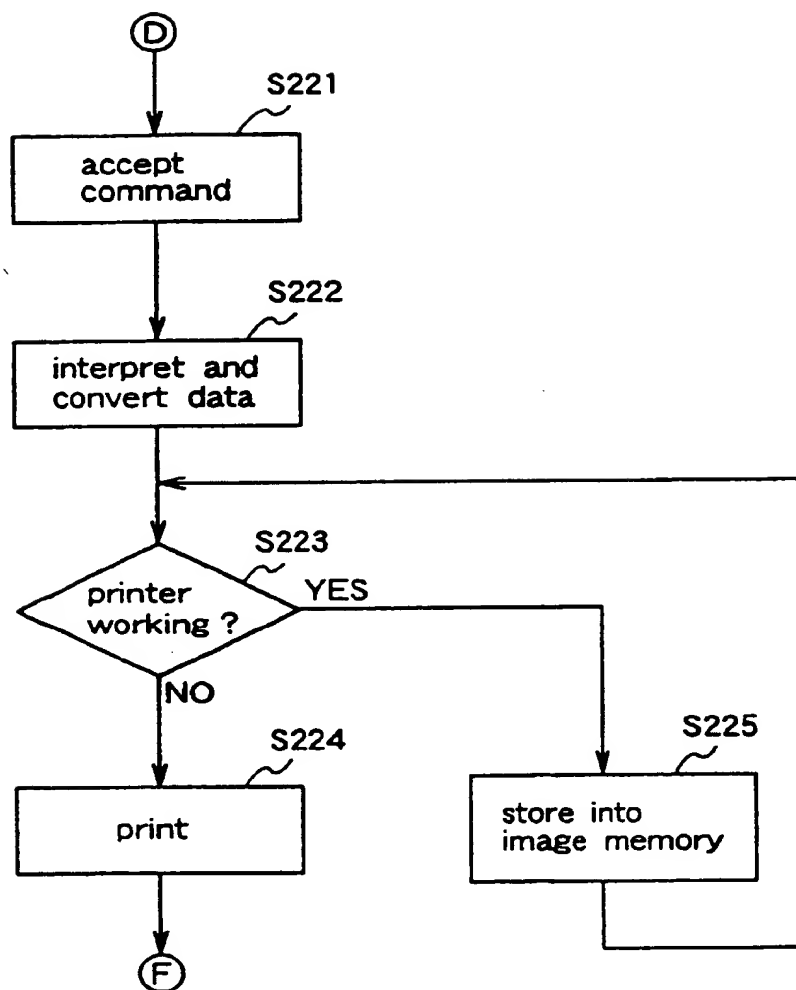 D
S221
accept
command
S222
interpret and
convert data
S223
printer
working ?
YES
NO
S224
print
S225
store into
image memory
F